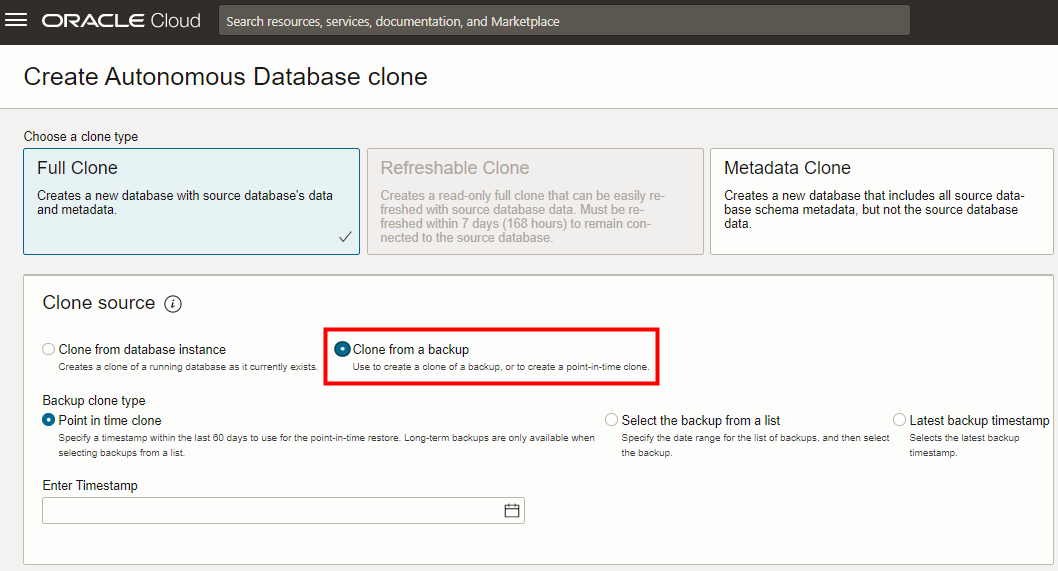 ORACLE Cloud
Search resources, services, documentation, and Marketplace
Create Autonomous Database clone
Choose a clone type
Full Clone
Creates a new database with source database's data
and metadata.
Refreshable Clone
Creates a read-only full clone that can be easily re-
freshed with source database data. Must be re-
freshed within 7 days (168 hours) to remain con-
nected to the source database.
Metadata Clone
Creates a new database that includes all source data-
base schema metadata, but not the source database
data.
Clone source
Clone from database instance
Creates a clone of a running database as it currently exists.
Clone from a backup
Use to create a clone of a backup, or to create a point-in-time clone.
Backup clone type
Point in time clone
Specify a timestamp within the last 60 days to use for the point-in-time restore. Long-term backups are only available when
selecting backups from a list.
Select the backup from a list
Specify the date range for the list of backups, and then select
the backup.
Latest backup timestamp
Selects the latest backup
timestamp.
Enter Timestamp